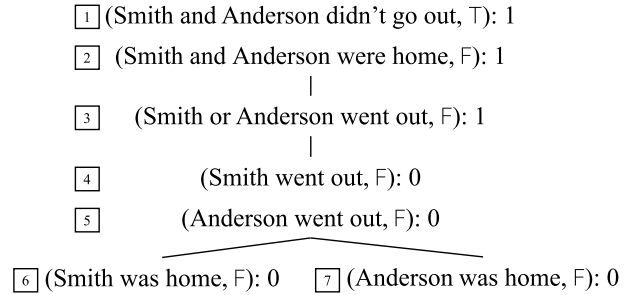 1 (Smith and Anderson didn’t go out, T): 1
2 (Smith and Anderson were home, F): 1
3 (Smith or Anderson went out, F): 1
4 (Smith went out, F): 0
5 (Anderson went out, F): 0
6 (Smith was home, F): 0 7 (Anderson was home, F): 0